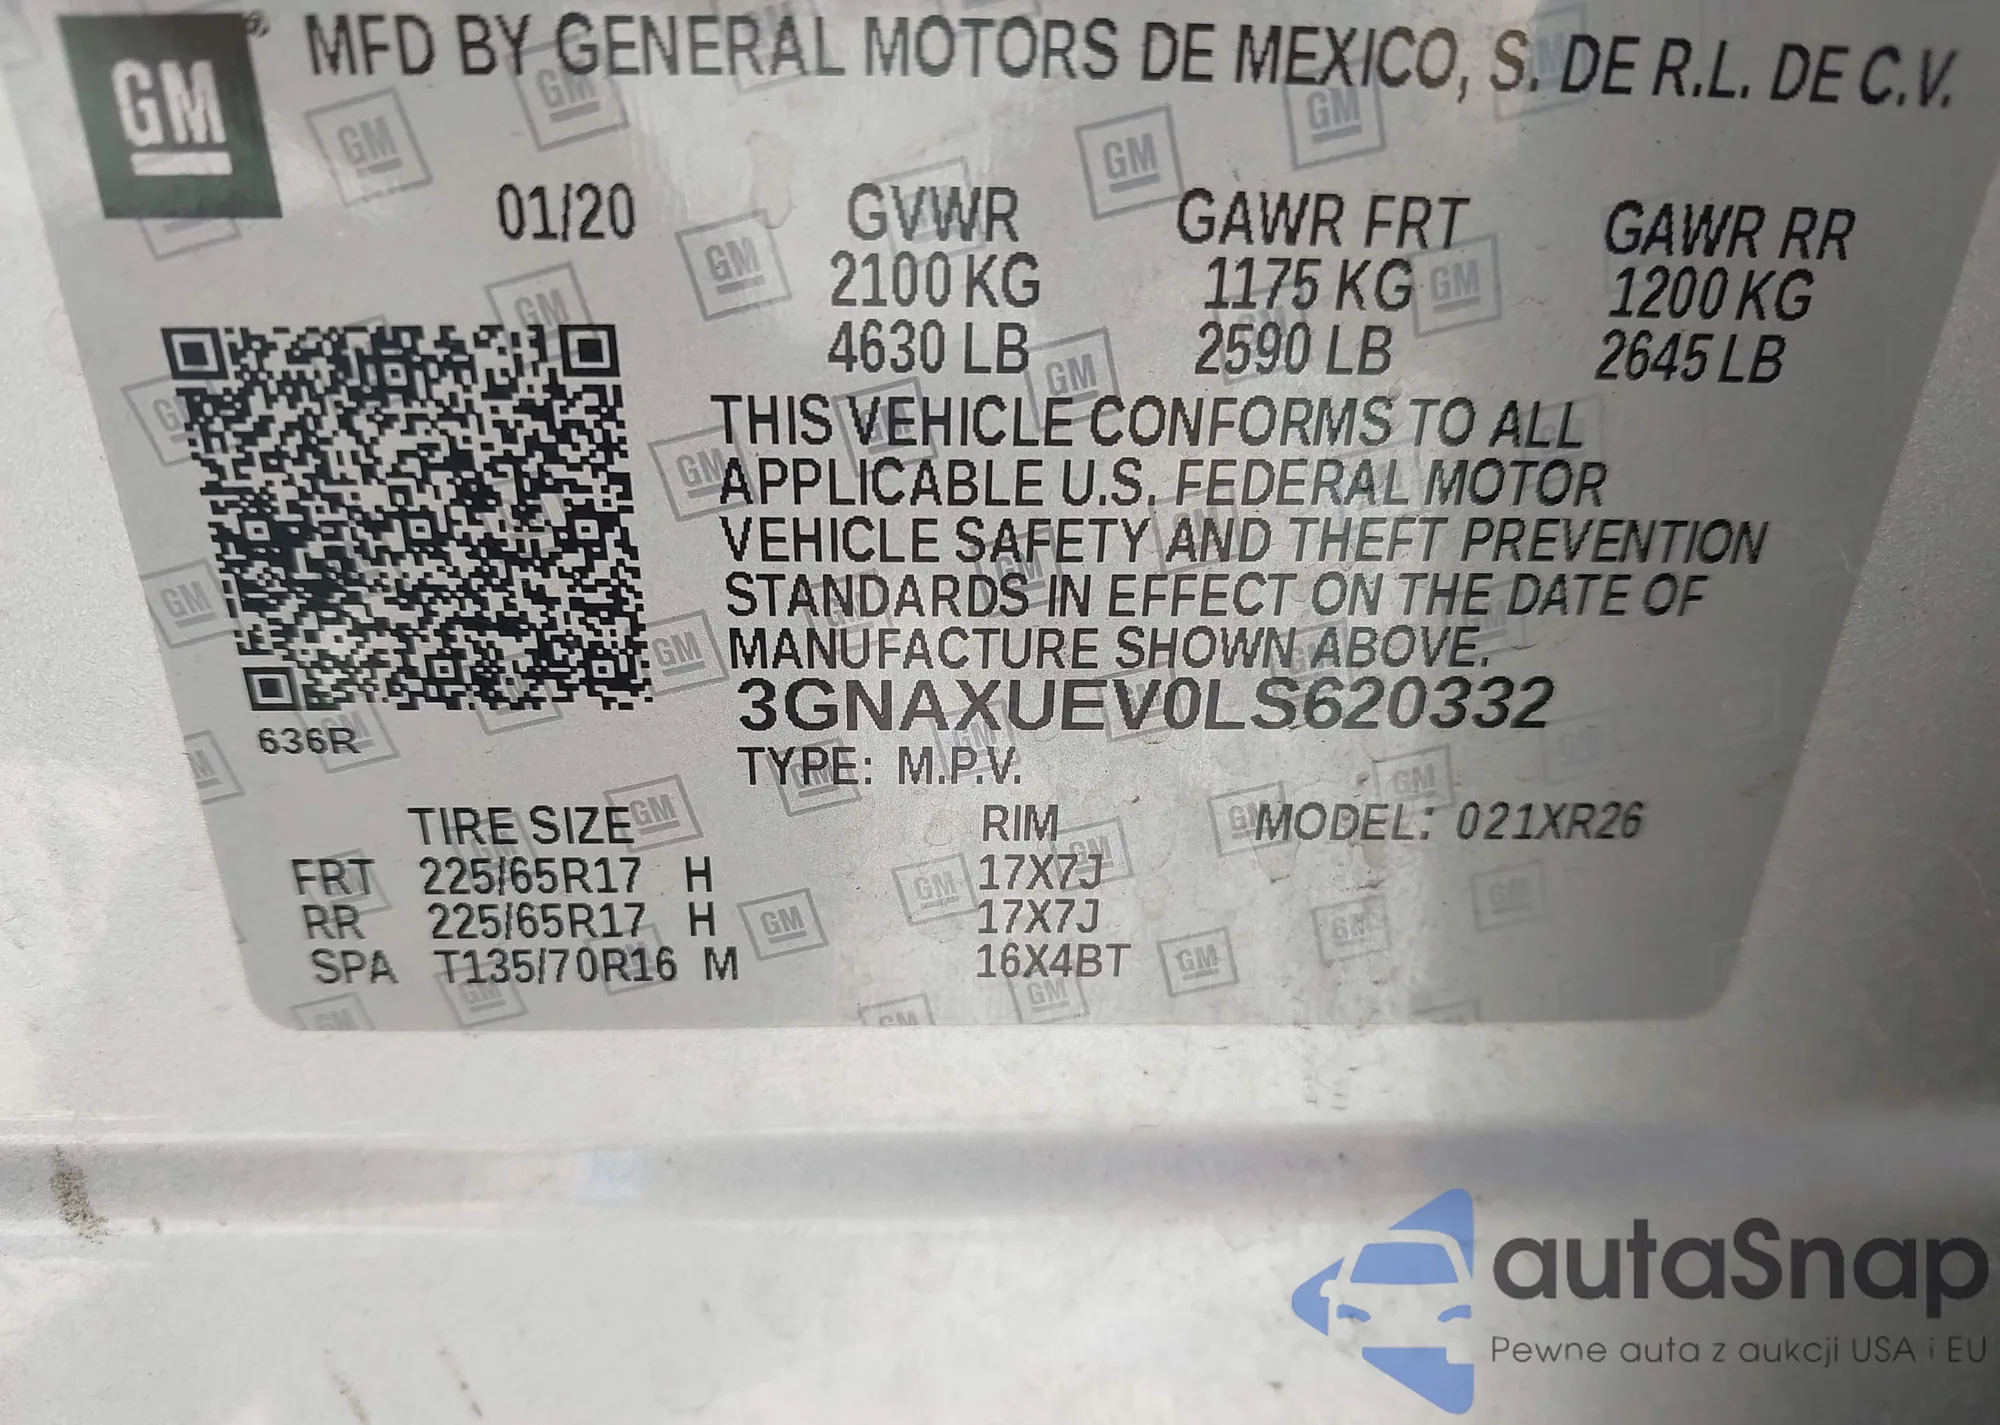 GM
MFD BY GENERAL MOTORS DE MEXICO, S. DE R.L. DE C.V.
01/20 GVWR GAWR FRT GAWR RR
2100 KG 1175 KG 1200 KG
4630 LB 2590 LB 2645 LB
THIS VEHICLE CONFORMS TO ALL
APPLICABLE U.S. FEDERAL MOTOR
VEHICLE SAFETY AND THEFT PREVENTION
STANDARDS IN EFFECT ON THE DATE OF
MANUFACTURE SHOWN ABOVE.
3GNAXUEV0LS620332
636R
TYPE: M.P.V.
TIRE SIZE RIM MODEL: 021XR26
FRT 225/65R17 H 17X7J
RR 225/65R17 H 17X7J
SPA T135/70R16 M 16X4BT
autaSnap
Pewne auta z aukcji USA i EU